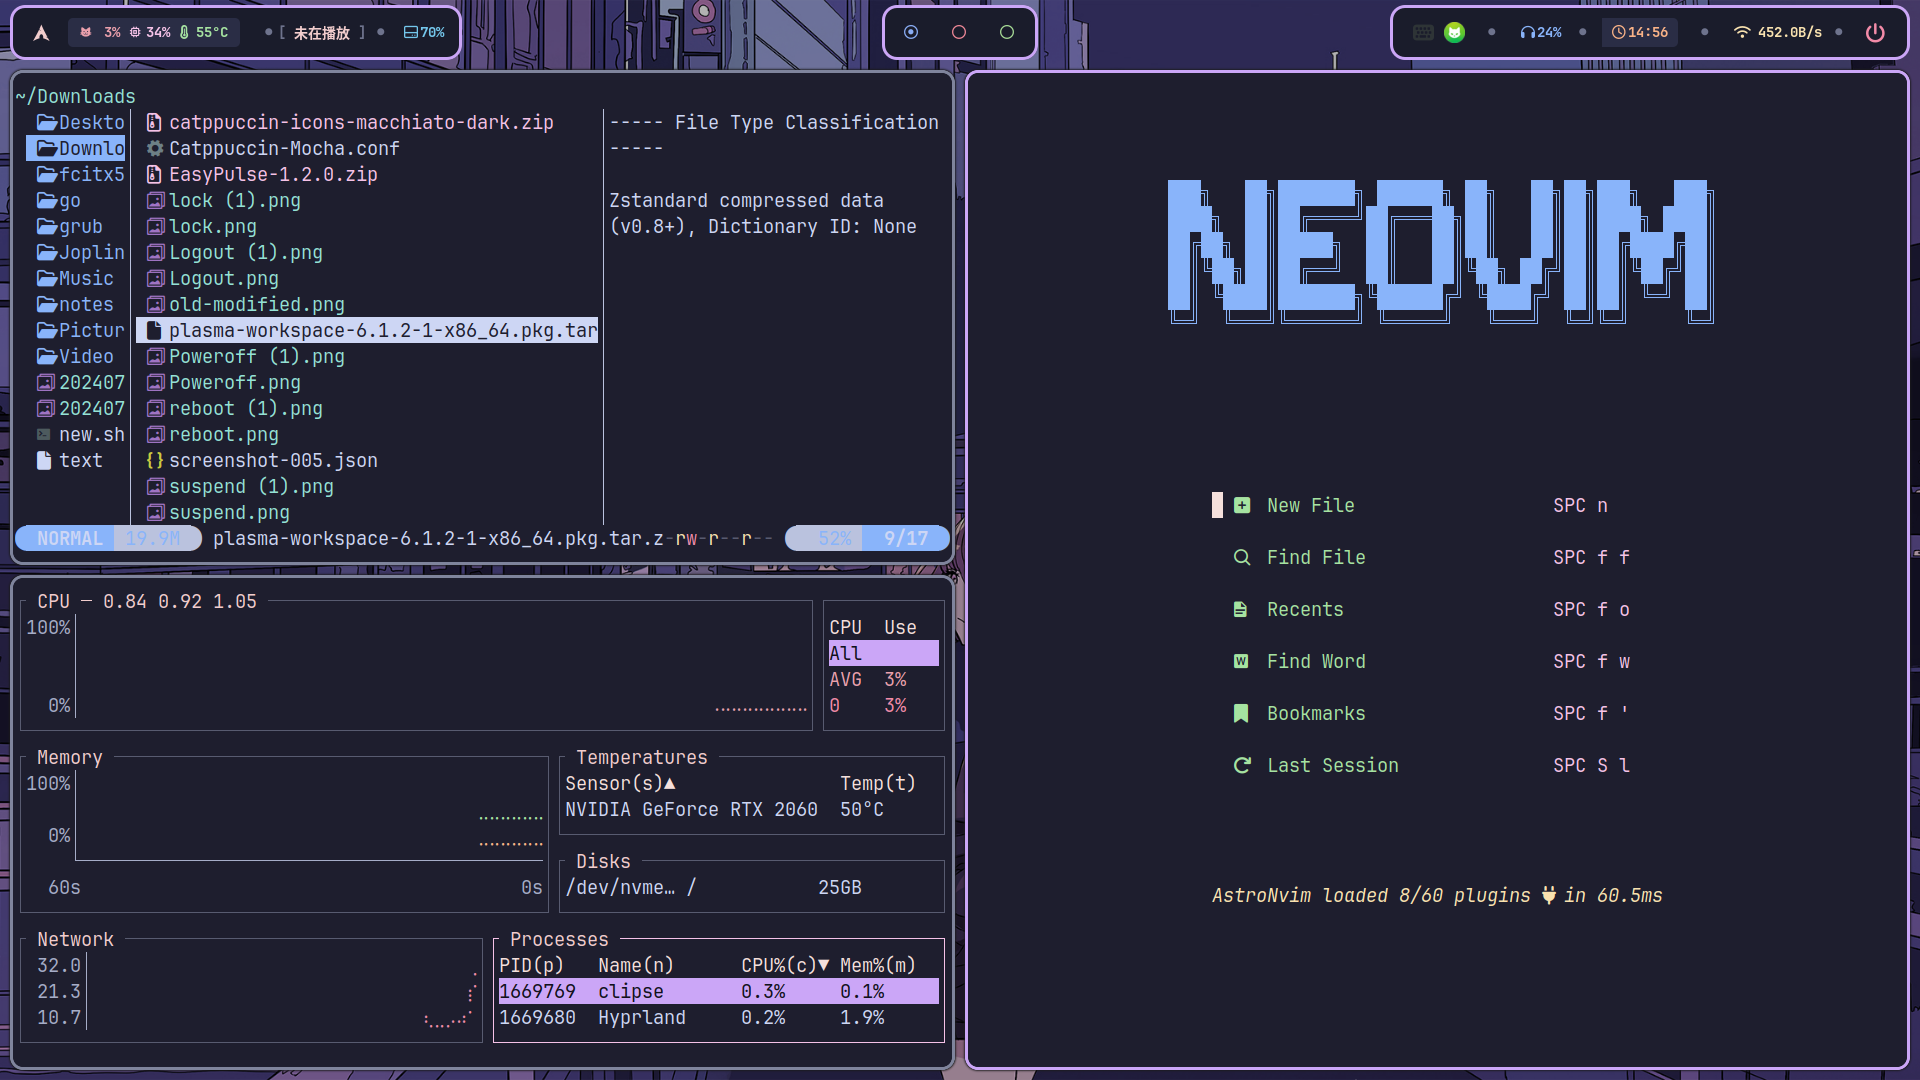 3% 34% 55°C
[ 未在播放 ]
70%
24%
14:56
452.0B/s
~/Downloads
Deskto
Downlo
fcitx5
go
grub
Joplin
Music
notes
Pictur
Video
202407
202407
new.sh
text
catppuccin-icons-macchiato-dark.zip
Catppuccin-Mocha.conf
EasyPulse-1.2.0.zip
lock (1).png
lock.png
Logout (1).png
Logout.png
old-modified.png
plasma-workspace-6.1.2-1-x86_64.pkg.tar
Poweroff (1).png
Poweroff.png
reboot (1).png
reboot.png
screenshot-005.json
suspend (1).png
suspend.png
----- File Type Classification
-----
Zstandard compressed data
(v0.8+), Dictionary ID: None
NORMAL 19.9M plasma-workspace-6.1.2-1-x86_64.pkg.tar.z-rw-r--r-- 52% 9/17
CPU — 0.84 0.92 1.05
100%
0%
CPU Use
All
AVG 3%
0 3%
Memory
100%
0%
60s 0s
Temperatures
Sensor(s)▲ Temp(t)
NVIDIA GeForce RTX 2060 50°C
Disks
/dev/nvme… / 25GB
Network
32.0
21.3
10.7
Processes
PID(p) Name(n) CPU%(c)▼ Mem%(m)
1669769 clipse 0.3% 0.1%
1669680 Hyprland 0.2% 1.9%
NEOVIM
New File SPC n
Find File SPC f f
Recents SPC f o
Find Word SPC f w
Bookmarks SPC f '
Last Session SPC S l
AstroNvim loaded 8/60 plugins in 60.5ms